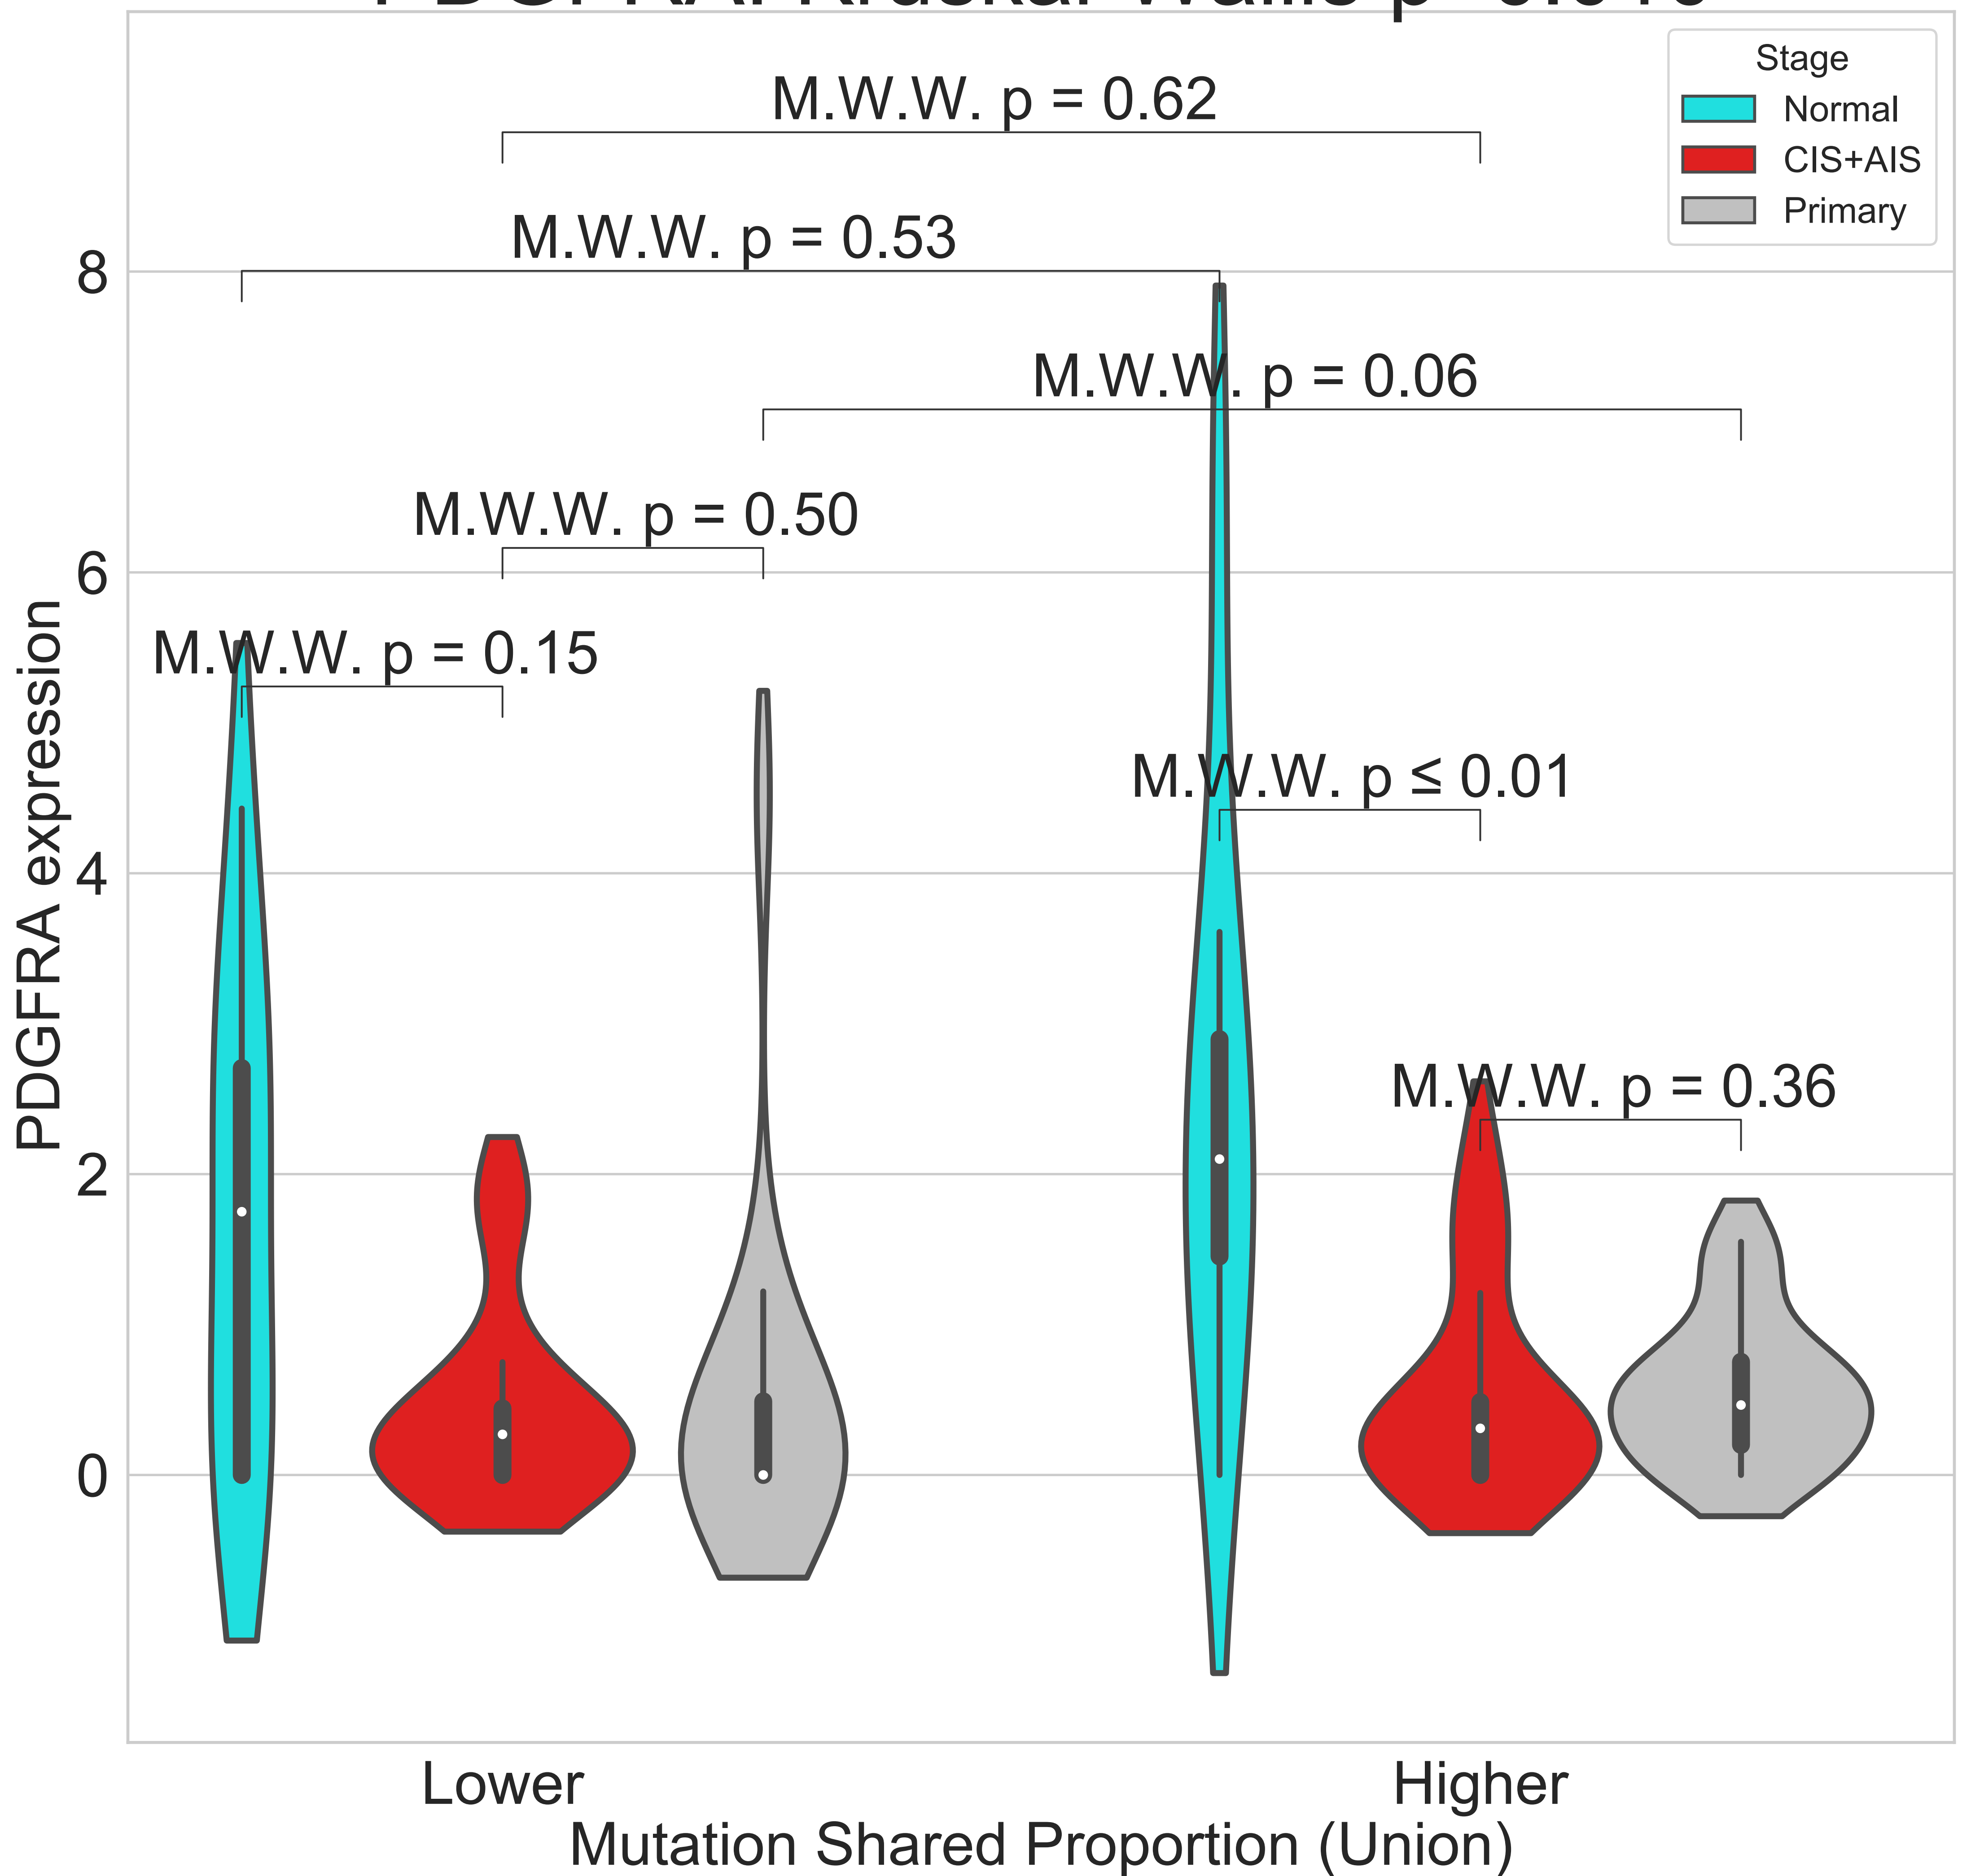 Stage
Normal
CIS+AIS
Primary
M.W.W. p = 0.62
M.W.W. p = 0.53
M.W.W. p = 0.06
M.W.W. p = 0.50
M.W.W. p = 0.15
M.W.W. p ≤ 0.01
M.W.W. p = 0.36
8
6
4
2
0
PDGFRA expression
Lower
Higher
Mutation Shared Proportion (Union)